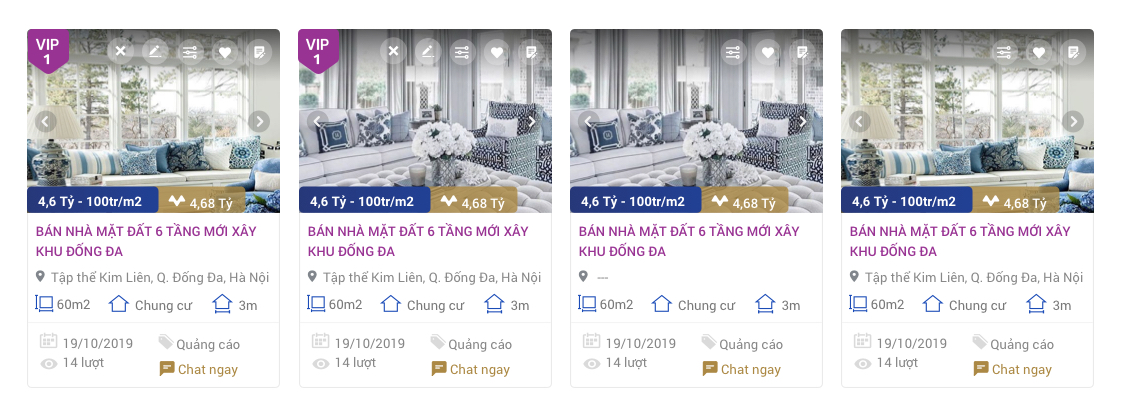 VIP
1
4,6 Tỷ - 100tr/m2
4,68 Tỷ
BÁN NHÀ MẶT ĐẤT 6 TẦNG MỚI XÂY
KHU ĐỐNG ĐA
Tập thể Kim Liên, Q. Đống Đa, Hà Nội
60m2
Chung cư
3m
19/10/2019
Quảng cáo
14 lượt
Chat ngay
VIP
1
4,6 Tỷ - 100tr/m2
4,68 Tỷ
BÁN NHÀ MẶT ĐẤT 6 TẦNG MỚI XÂY
KHU ĐỐNG ĐA
Tập thể Kim Liên, Q. Đống Đa, Hà Nội
60m2
Chung cư
3m
19/10/2019
Quảng cáo
14 lượt
Chat ngay
4,6 Tỷ - 100tr/m2
4,68 Tỷ
BÁN NHÀ MẶT ĐẤT 6 TẦNG MỚI XÂY
KHU ĐỐNG ĐA
---
60m2
Chung cư
3m
19/10/2019
Quảng cáo
14 lượt
Chat ngay
4,6 Tỷ - 100tr/m2
4,68 Tỷ
BÁN NHÀ MẶT ĐẤT 6 TẦNG MỚI XÂY
KHU ĐỐNG ĐA
Tập thể Kim Liên, Q. Đống Đa, Hà Nội
60m2
Chung cư
3m
19/10/2019
Quảng cáo
14 lượt
Chat ngay